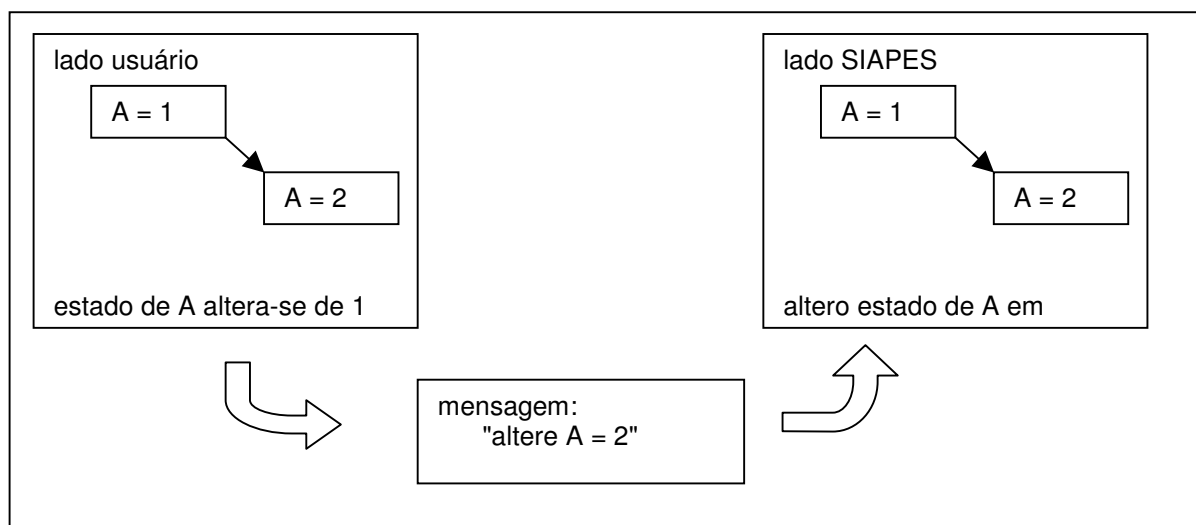 lado usuário
A = 1
A = 2
estado de A altera-se de 1
lado SIAPES
A = 1
A = 2
altero estado de A em
mensagem:
"altere A = 2"